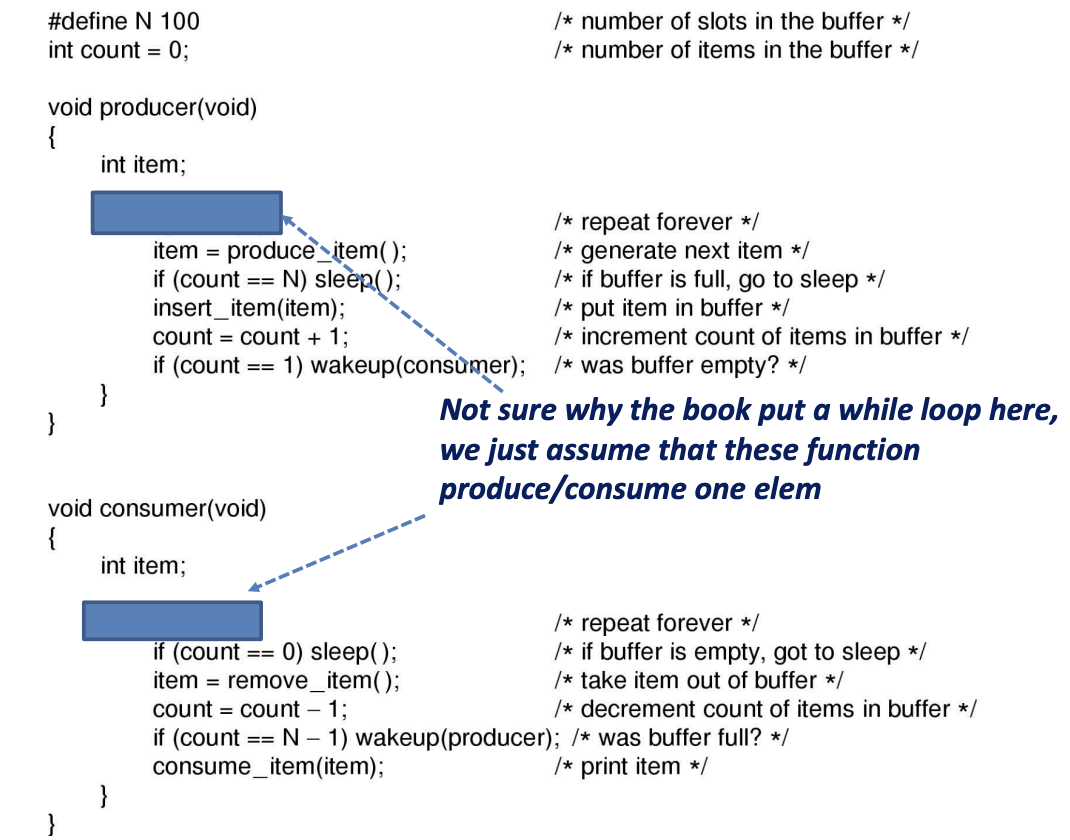 #define N 100 /* number of slots in the buffer */
int count = 0; /* number of items in the buffer */
void producer(void)
{
int item;
/* repeat forever */
item = produce_item( ); /* generate next item */
if (count == N) sleep( ); /* if buffer is full, go to sleep */
insert_item(item); /* put item in buffer */
count = count + 1; /* increment count of items in buffer */
if (count == 1) wakeup(consumer); /* was buffer empty? */
}
}
Not sure why the book put a while loop here,
we just assume that these function
produce/consume one elem
void consumer(void)
{
int item;
/* repeat forever */
if (count == 0) sleep( ); /* if buffer is empty, got to sleep */
item = remove_item( ); /* take item out of buffer */
count = count – 1; /* decrement count of items in buffer */
if (count == N – 1) wakeup(producer); /* was buffer full? */
consume_item(item); /* print item */
}
}